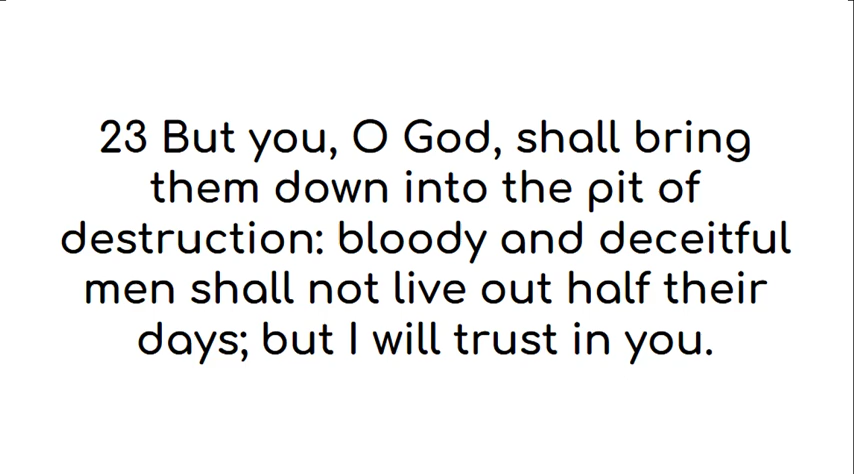 23 But you, O God, shall bring
them down into the pit of
destruction: bloody and deceitful
men shall not live out half their
days; but I will trust in you.